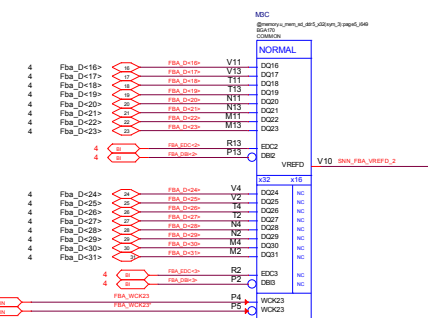 M3C
@memory.u_mem_sd_ddr5_x32(sym_3):page5_i649
BGA170
COMMON
NORMAL
4 Fba_D<16> 16 FBA_D<16> V11 DQ16
4 Fba_D<17> 17 FBA_D<17> V13 DQ17
4 Fba_D<18> 18 FBA_D<18> T11 DQ18
4 Fba_D<19> 19 FBA_D<19> T13 DQ19
4 Fba_D<20> 20 FBA_D<20> N11 DQ20
4 Fba_D<21> 21 FBA_D<21> N13 DQ21
4 Fba_D<22> 22 FBA_D<22> M11 DQ22
4 Fba_D<23> 23 FBA_D<23> M13 DQ23
4 BI FBA_EDC<2> R13 EDC2
4 BI FBA_DBI<2> P13 DBI2
VREFD V10 SNN_FBA_VREFD_2
x32 x16
4 Fba_D<24> 24 FBA_D<24> V4 DQ24 NC
4 Fba_D<25> 25 FBA_D<25> V2 DQ25 NC
4 Fba_D<26> 26 FBA_D<26> T4 DQ26 NC
4 Fba_D<27> 27 FBA_D<27> T2 DQ27 NC
4 Fba_D<28> 28 FBA_D<28> N4 DQ28 NC
4 Fba_D<29> 29 FBA_D<29> N2 DQ29 NC
4 Fba_D<30> 30 FBA_D<30> M4 DQ30 NC
4 Fba_D<31> 31 FBA_D<31> M2 DQ31 NC
4 BI FBA_EDC<3> R2 EDC3 NC
4 BI FBA_DBI<3> P2 DBI3 NC
IN FBA_WCK23 P4 WCK23
IN FBA_WCK23* P5 WCK23